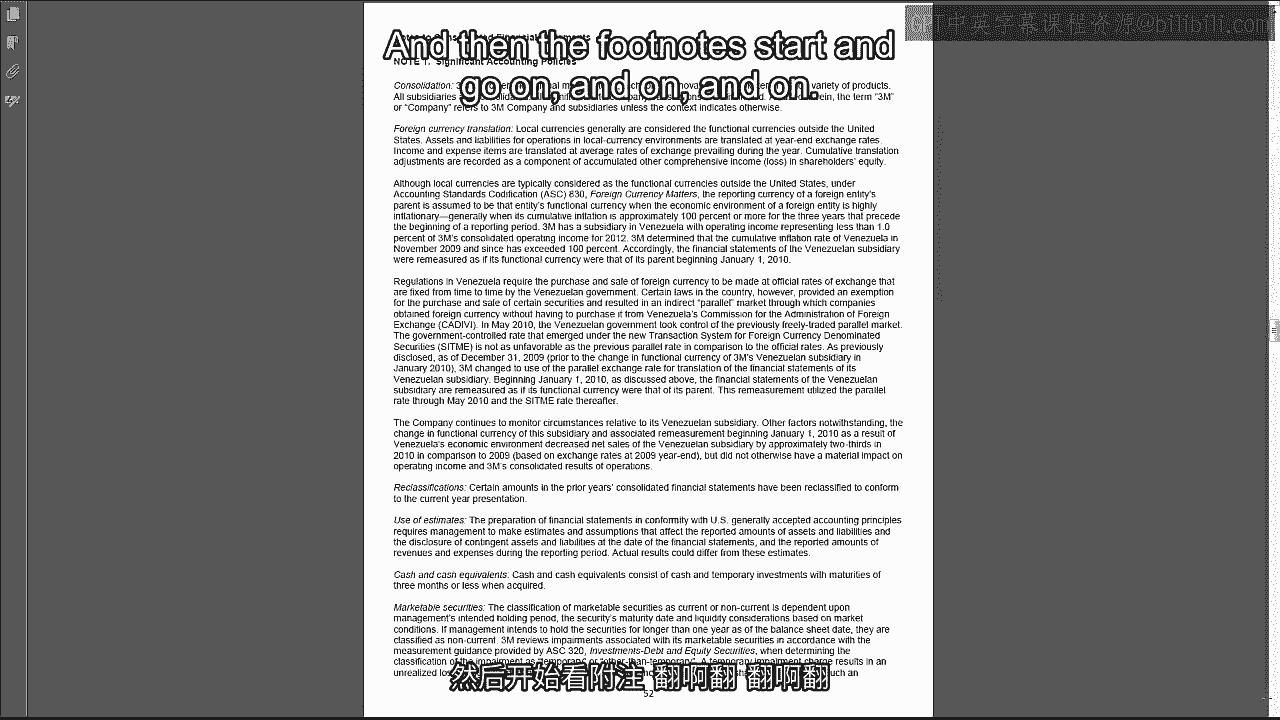 中英字幕课程资源@bilibili.com
And then the footnotes start and
go on, and on, and on.
NOTE 1. Significant Accounting Policies
Consolidation: variety of products.
All subsidiaries the term "3M"
or "Company" refers to 3M Company and subsidiaries unless the context indicates otherwise.
Foreign currency translation: Local currencies generally are considered the functional currencies outside the United
States. Assets and liabilities for operations in local-currency environments are translated at year-end exchange rates.
Income and expense items are translated at average rates of exchange prevailing during the year. Cumulative translation
adjustments are recorded as a component of accumulated other comprehensive income (loss) in shareholders' equity.
Although local currencies are typically considered as the functional currencies outside the United States, under
Accounting Standards Codification (ASC) 830, Foreign Currency Matters, the reporting currency of a foreign entity's
parent is assumed to be that entity's functional currency when the economic environment of a foreign entity is highly
inflationary—generally when its cumulative inflation is approximately 100 percent or more for the three years that precede
the beginning of a reporting period. 3M has a subsidiary in Venezuela with operating income representing less than 1.0
percent of 3M's consolidated operating income for 2012. 3M determined that the cumulative inflation rate of Venezuela in
November 2009 and since has exceeded 100 percent. Accordingly, the financial statements of the Venezuelan subsidiary
were remeasured as if its functional currency were that of its parent beginning January 1, 2010.
Regulations in Venezuela require the purchase and sale of foreign currency to be made at official rates of exchange that
are fixed from time to time by the Venezuelan government. Certain laws in the country, however, provided an exemption
for the purchase and sale of certain securities and resulted in an indirect "parallel" market through which companies
obtained foreign currency without having to purchase it from Venezuela's Commission for the Administration of Foreign
Exchange (CADIVI). In May 2010, the Venezuelan government took control of the previously freely-traded parallel market.
The government-controlled rate that emerged under the new Transaction System for Foreign Currency Denominated
Securities (SITME) is not as unfavorable as the previous parallel rate in comparison to the official rates. As previously
disclosed, as of December 31, 2009 (prior to the change in functional currency of 3M's Venezuelan subsidiary in
January 2010), 3M changed to use of the parallel exchange rate for translation of the financial statements of its
Venezuelan subsidiary. Beginning January 1, 2010, as discussed above, the financial statements of the Venezuelan
subsidiary are remeasured as if its functional currency were that of its parent. This remeasurement utilized the parallel
rate through May 2010 and the SITME rate thereafter.
The Company continues to monitor circumstances relative to its Venezuelan subsidiary. Other factors notwithstanding, the
change in functional currency of this subsidiary and associated remeasurement beginning January 1, 2010 as a result of
Venezuela's economic environment decreased net sales of the Venezuelan subsidiary by approximately two-thirds in
2010 in comparison to 2009 (based on exchange rates at 2009 year-end), but did not otherwise have a material impact on
operating income and 3M's consolidated results of operations.
Reclassifications: Certain amounts in the prior years' consolidated financial statements have been reclassified to conform
to the current year presentation.
Use of estimates: The preparation of financial statements in conformity with U.S. generally accepted accounting principles
requires management to make estimates and assumptions that affect the reported amounts of assets and liabilities and
the disclosure of contingent assets and liabilities at the date of the financial statements, and the reported amounts of
revenues and expenses during the reporting period. Actual results could differ from these estimates.
Cash and cash equivalents: Cash and cash equivalents consist of cash and temporary investments with maturities of
three months or less when acquired.
Marketable securities: The classification of marketable securities as current or non-current is dependent upon
management's intended holding period, the security's maturity date and liquidity considerations based on market
conditions. If management intends to hold the securities for longer than one year as of the balance sheet date, they are
classified as non-current. 3M reviews impairments associated with its marketable securities in accordance with the
measurement guidance provided by ASC 320, Investments-Debt and Equity Securities, when determining the
classification of the impairment as "temporary" or "other-than-temporary". A temporary impairment charge results in an
unrealized such an
然后开始看附注 翻啊翻 翻啊翻
52